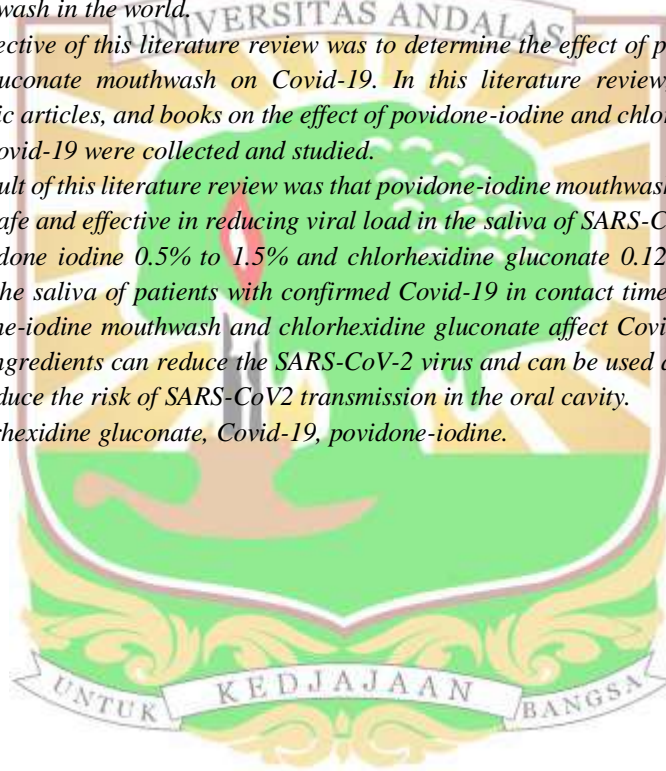 wash in the world.
UNIVERSITAS ANDALAS
ective of this literature review was to determine the effect of p
luconate mouthwash on Covid-19. In this literature review,
ic articles, and books on the effect of povidone-iodine and chlor
ovid-19 were collected and studied.
ult of this literature review was that povidone-iodine mouthwash
afe and effective in reducing viral load in the saliva of SARS-C
done iodine 0.5% to 1.5% and chlorhexidine gluconate 0.12
he saliva of patients with confirmed Covid-19 in contact time
ne-iodine mouthwash and chlorhexidine gluconate affect Covi
ngredients can reduce the SARS-CoV-2 virus and can be used a
duce the risk of SARS-CoV2 transmission in the oral cavity.
rhexidine gluconate, Covid-19, povidone-iodine.
UNTUK KEDJAJAAN BANGSA